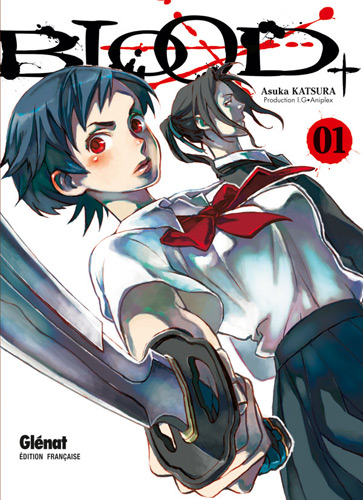 BLOOD+
Asuka KATSURA
Production I.G•Aniplex
01
Glénat
ÉDITION FRANÇAISE